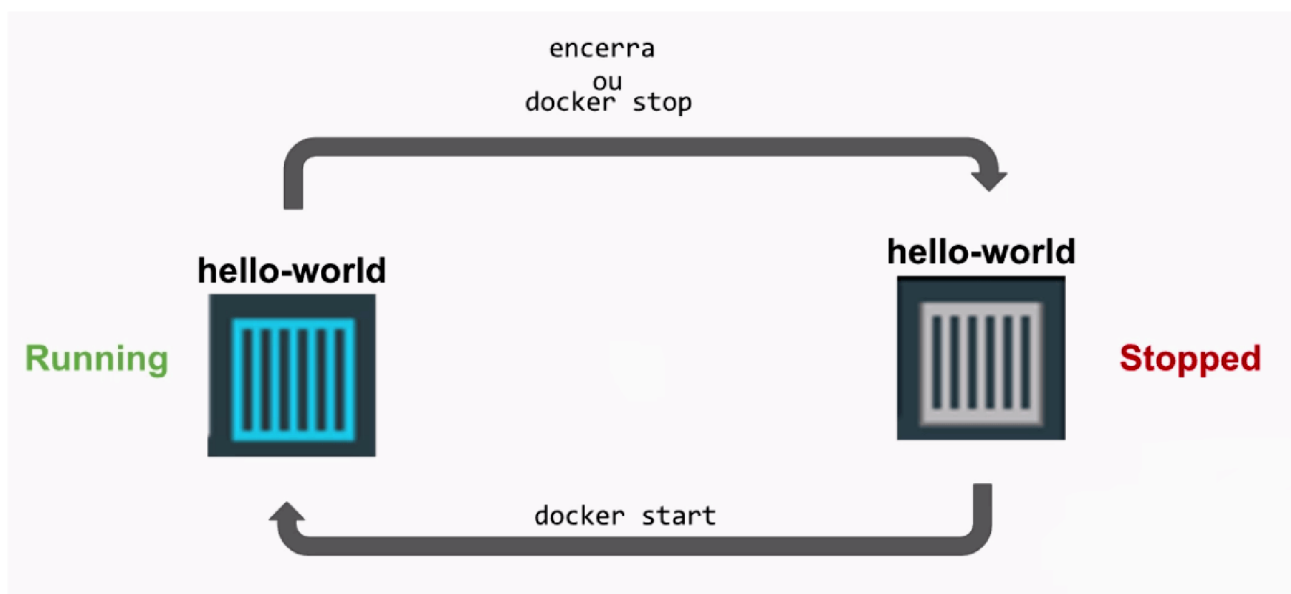 encerra
ou
docker stop
hello-world
hello-world
Running
Stopped
docker start